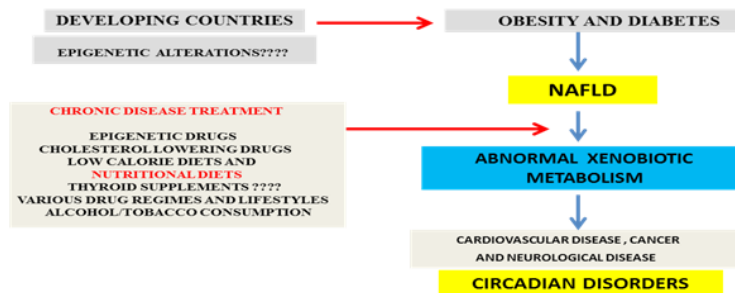 DEVELOPING COUNTRIES
EPIGENETIC ALTERATIONS????
OBESITY AND DIABETES
NAFLD
CHRONIC DISEASE TREATMENT
EPIGENETIC DRUGS
CHOLESTEROL LOWERING DRUGS
LOW CALORIE DIETS AND
NUTRITIONAL DIETS
THYROID SUPPLEMENTS ????
VARIOUS DRUG REGIMES AND LIFESTYLES
ALCOHOL/TOBACCO CONSUMPTION
ABNORMAL XENOBIOTIC
METABOLISM
CARDIOVASCULAR DISEASE , CANCER
AND NEUROLOGICAL DISEASE
CIRCADIAN DISORDERS